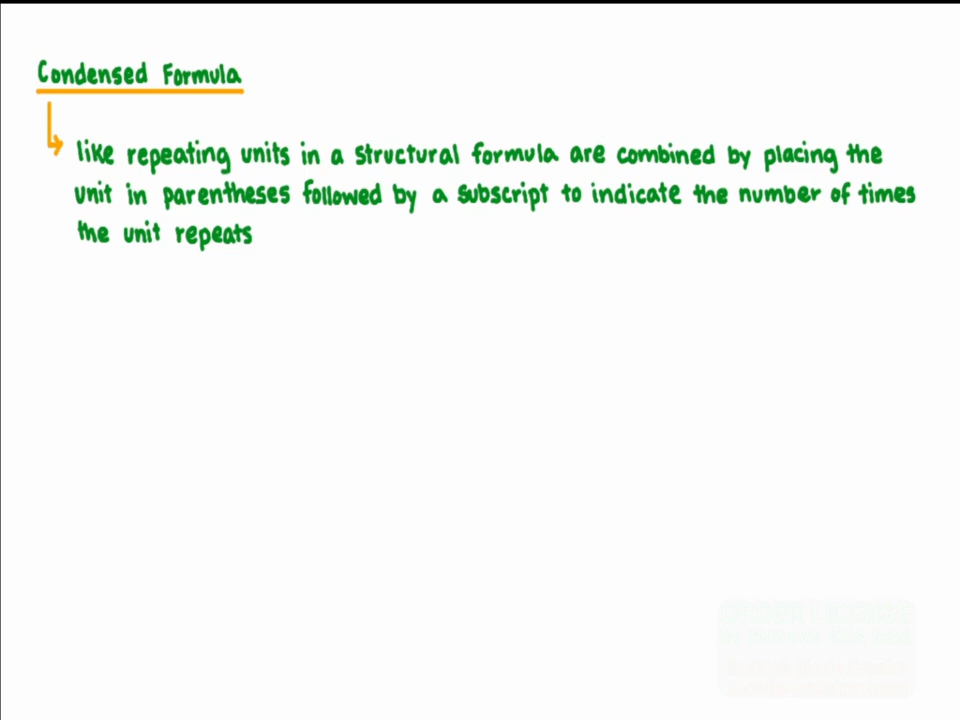 Condensed Formula
like repeating units in a structural formula are combined by placing the
unit in parentheses followed by a subscript to indicate the number of times
the unit repeats